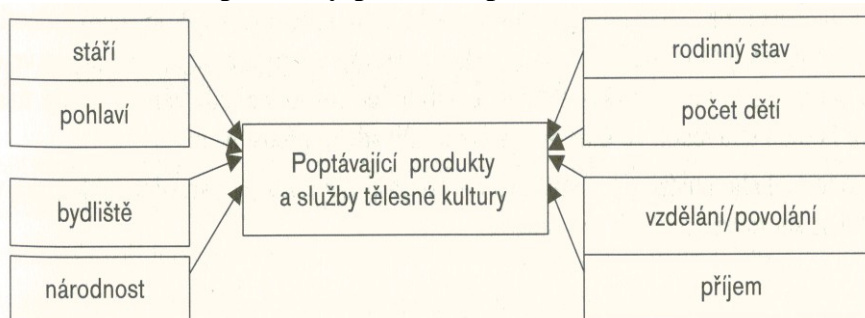 stáří
pohlaví
bydliště
národnost
Poptávající produkty
a služby tělesné kultury
rodinný stav
počet dětí
vzdělání/povolání
příjem